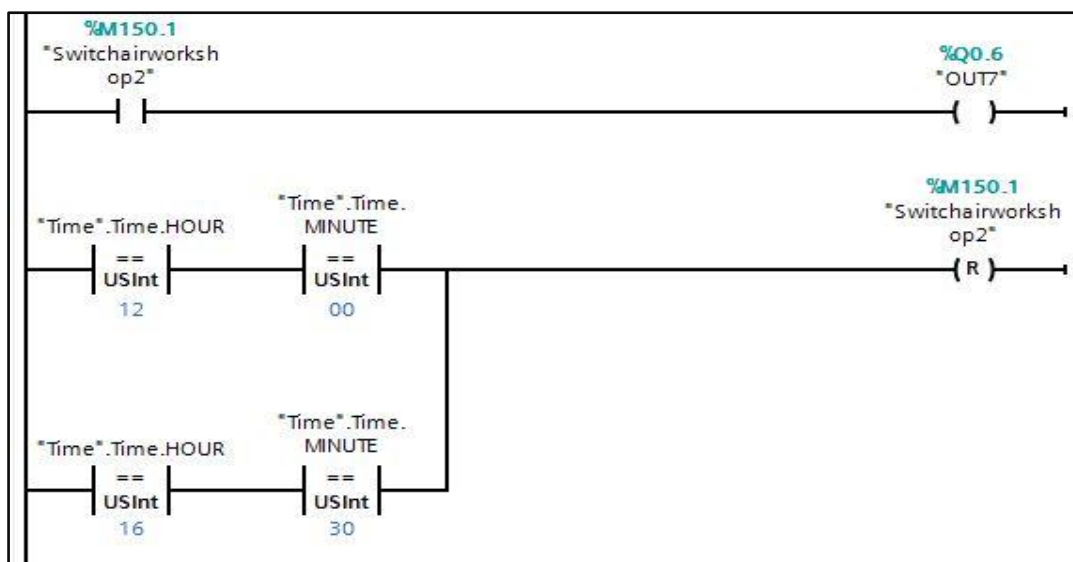 %M150.1
"Switchairworksh
op2"
%Q0.6
"OUT7"
"Time".Time.HOUR
==
USInt
12
"Time".Time.
MINUTE
==
USInt
00
%M150.1
"Switchairworksh
op2"
R
"Time".Time.HOUR
==
USInt
16
"Time".Time.
MINUTE
==
USInt
30